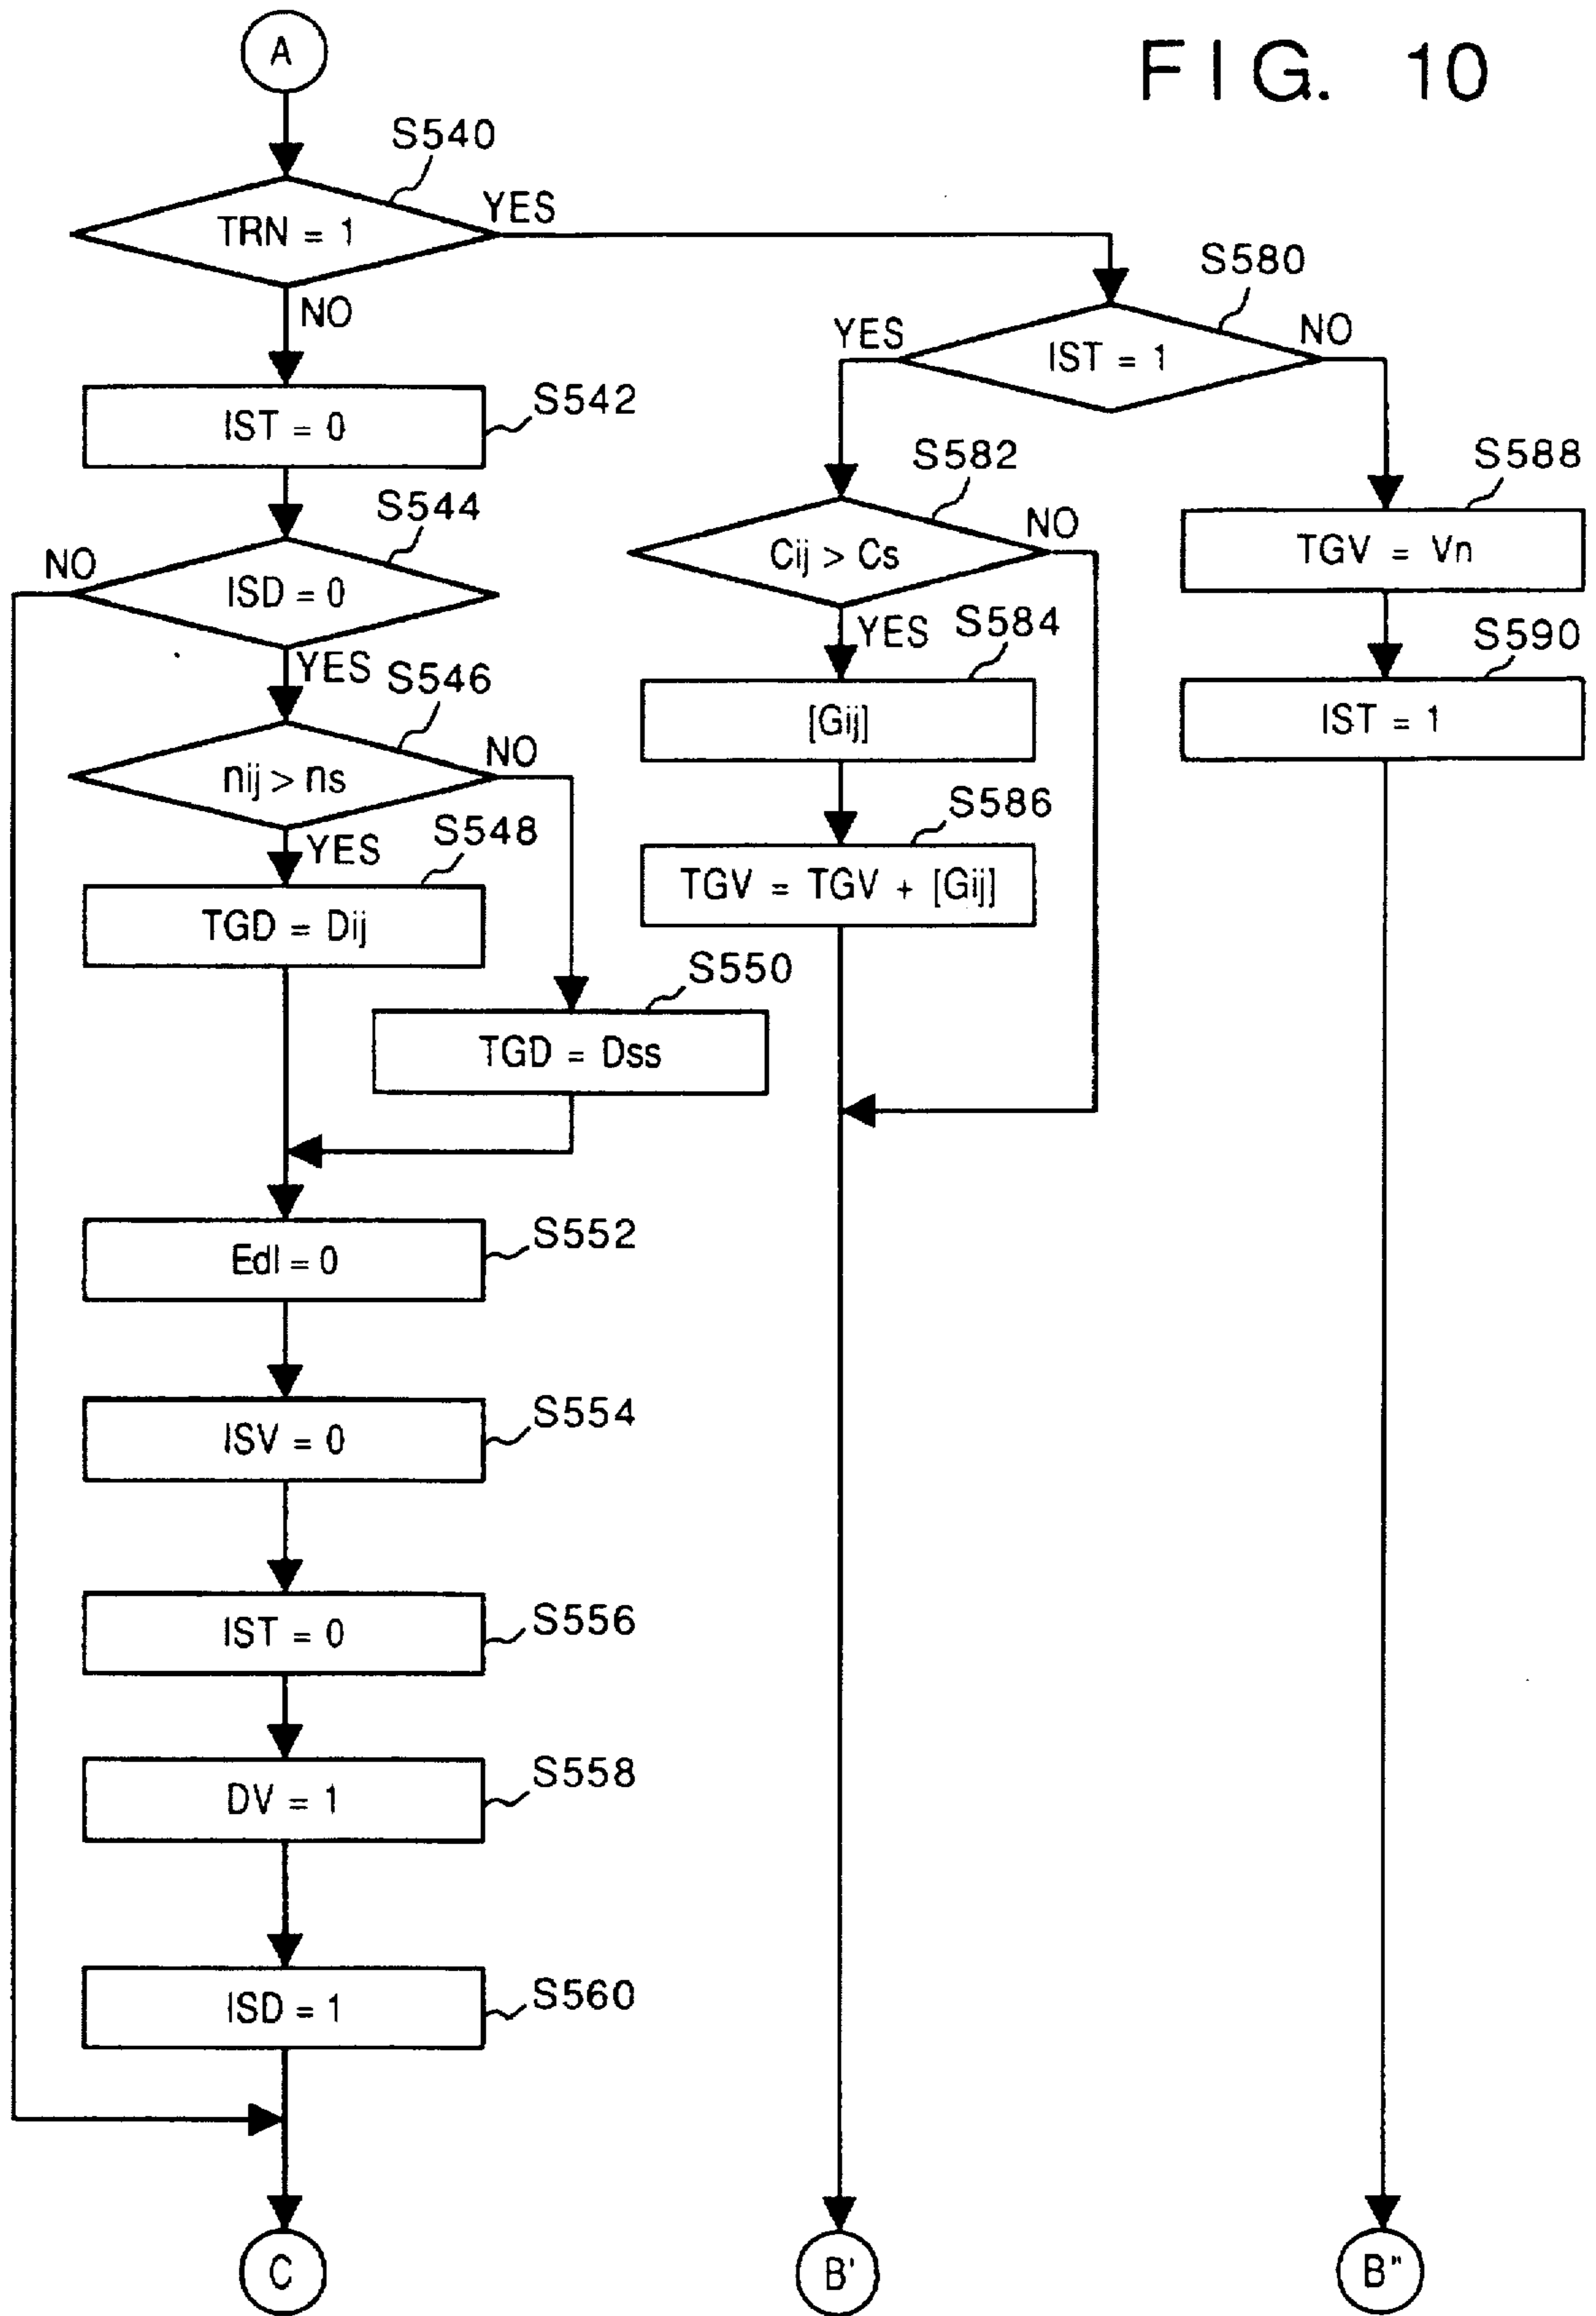 FIG. 10
A
S540
TRN = 1
YES
NO
S580
IST = 1
YES
NO
S542
IST = 0
S544
ISD = 0
NO
YES
S546
nij > ns
NO
YES
S548
TGD = Dij
S550
TGD = Dss
S552
EdI = 0
S554
ISV = 0
S556
IST = 0
S558
DV = 1
S560
ISD = 1
C
S582
Cij > Cs
NO
YES
S584
[Gij]
S586
TGV = TGV + [Gij]
B'
S588
TGV = Vn
S590
IST = 1
B"